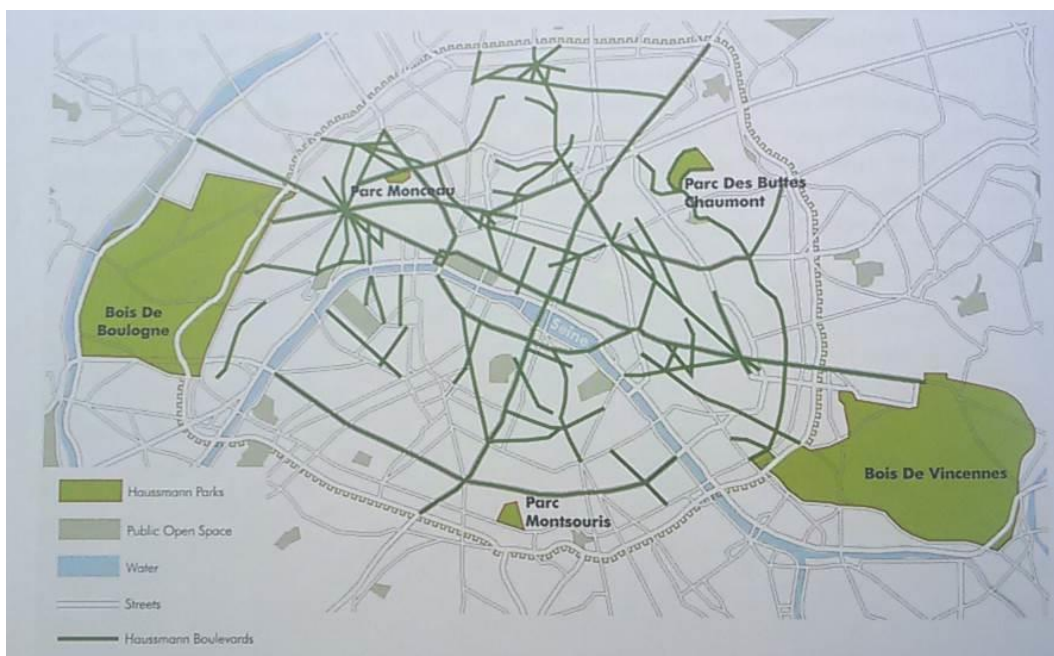 Parc Monceau
Parc Des Buttes
Chaumont
Bois De
Boulogne
Seine
Bois De Vincennes
Parc
Montsouris
Haussmann Parks
Public Open Space
Water
Streets
Haussmann Boulevards